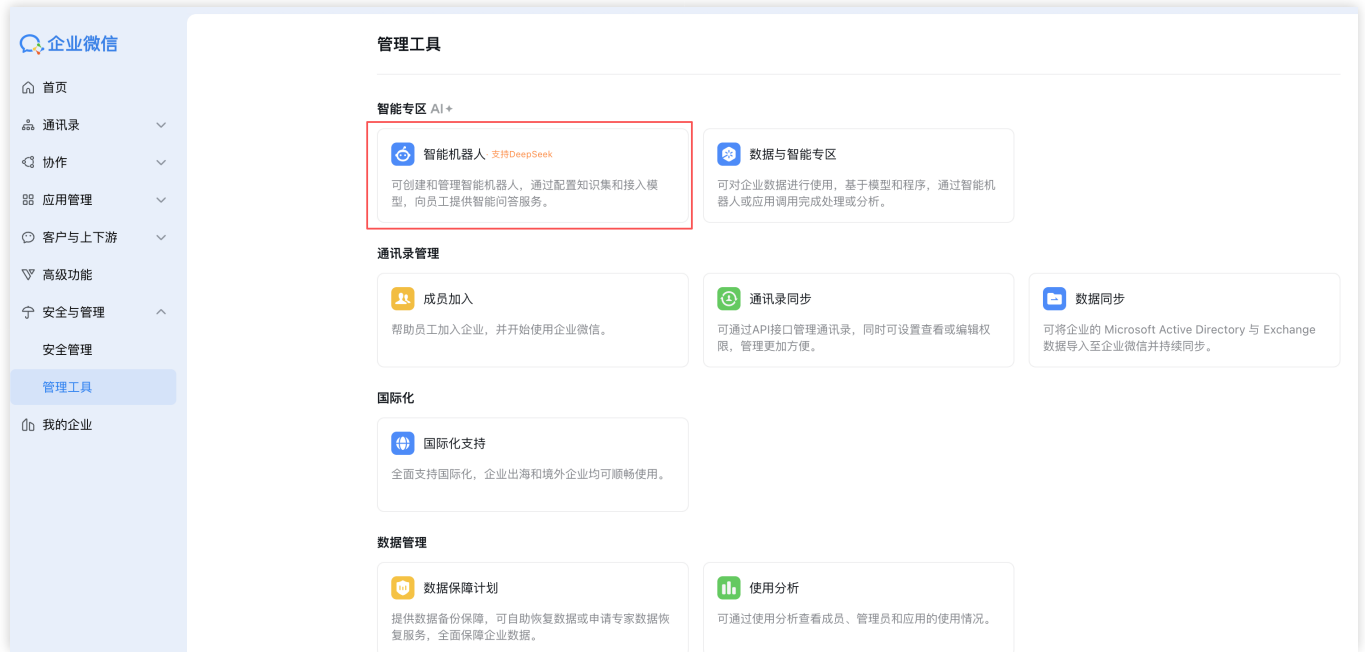 企业微信
首页
通讯录
协作
应用管理
客户与上下游
高级功能
安全与管理
安全管理
管理工具
我的企业
管理工具
智能专区 AI+
智能机器人·支持DeepSeek
可创建和管理智能机器人，通过配置知识集和接入模
型，向员工提供智能问答服务。
数据与智能专区
可对企业数据进行使用，基于模型和程序，通过智能机
器人或应用调用完成处理或分析。
通讯录管理
成员加入
帮助员工加入企业，并开始使用企业微信。
通讯录同步
可通过API接口管理通讯录，同时可设置查看或编辑权
限，管理更加方便。
数据同步
可将企业的 Microsoft Active Directory 与 Exchange
数据导入至企业微信并持续同步。
国际化
国际化支持
全面支持国际化，企业出海和境外企业均可顺畅使用。
数据管理
数据保障计划
提供数据备份保障，可自助恢复数据或申请专家数据恢
复服务，全面保障企业数据。
使用分析
可通过使用分析查看成员、管理员和应用的使用情况。